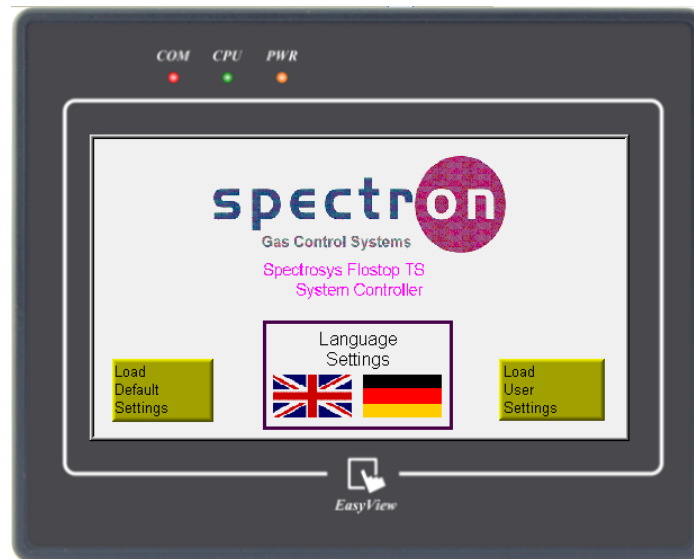 COM CPU PWR
spectron
Gas Control Systems
Spectrosys Flostop TS
System Controller
Language
Settings
Load
Default
Settings
Load
User
Settings
EasyView